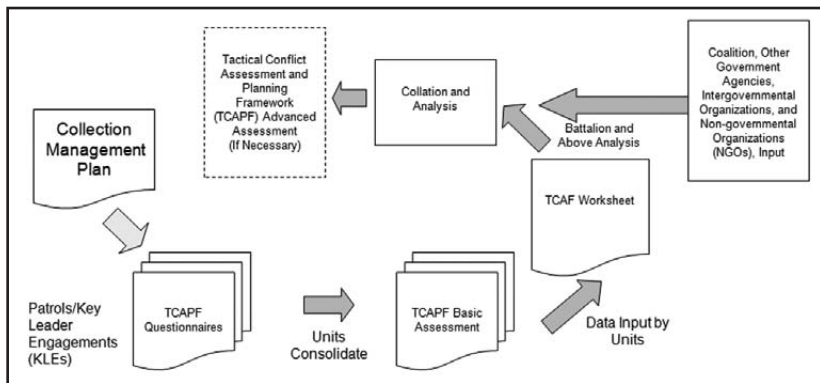 Collection
Management
Plan
Patrols/Key
Leader
Engagements
(KLEs)
TCAPF
Questionnaires
Units
Consolidate
TCAPF Basic
Assessment
Data Input by
Units
TCAF Worksheet
Battalion and
Above Analysis
Coalition, Other
Government
Agencies,
Intergovernmental
Organizations, and
Non-governmental
Organizations
(NGOs), Input
Collation and
Analysis
Tactical Conflict
Assessment and
Planning
Framework
(TCAPF) Advanced
Assessment
(If Necessary)